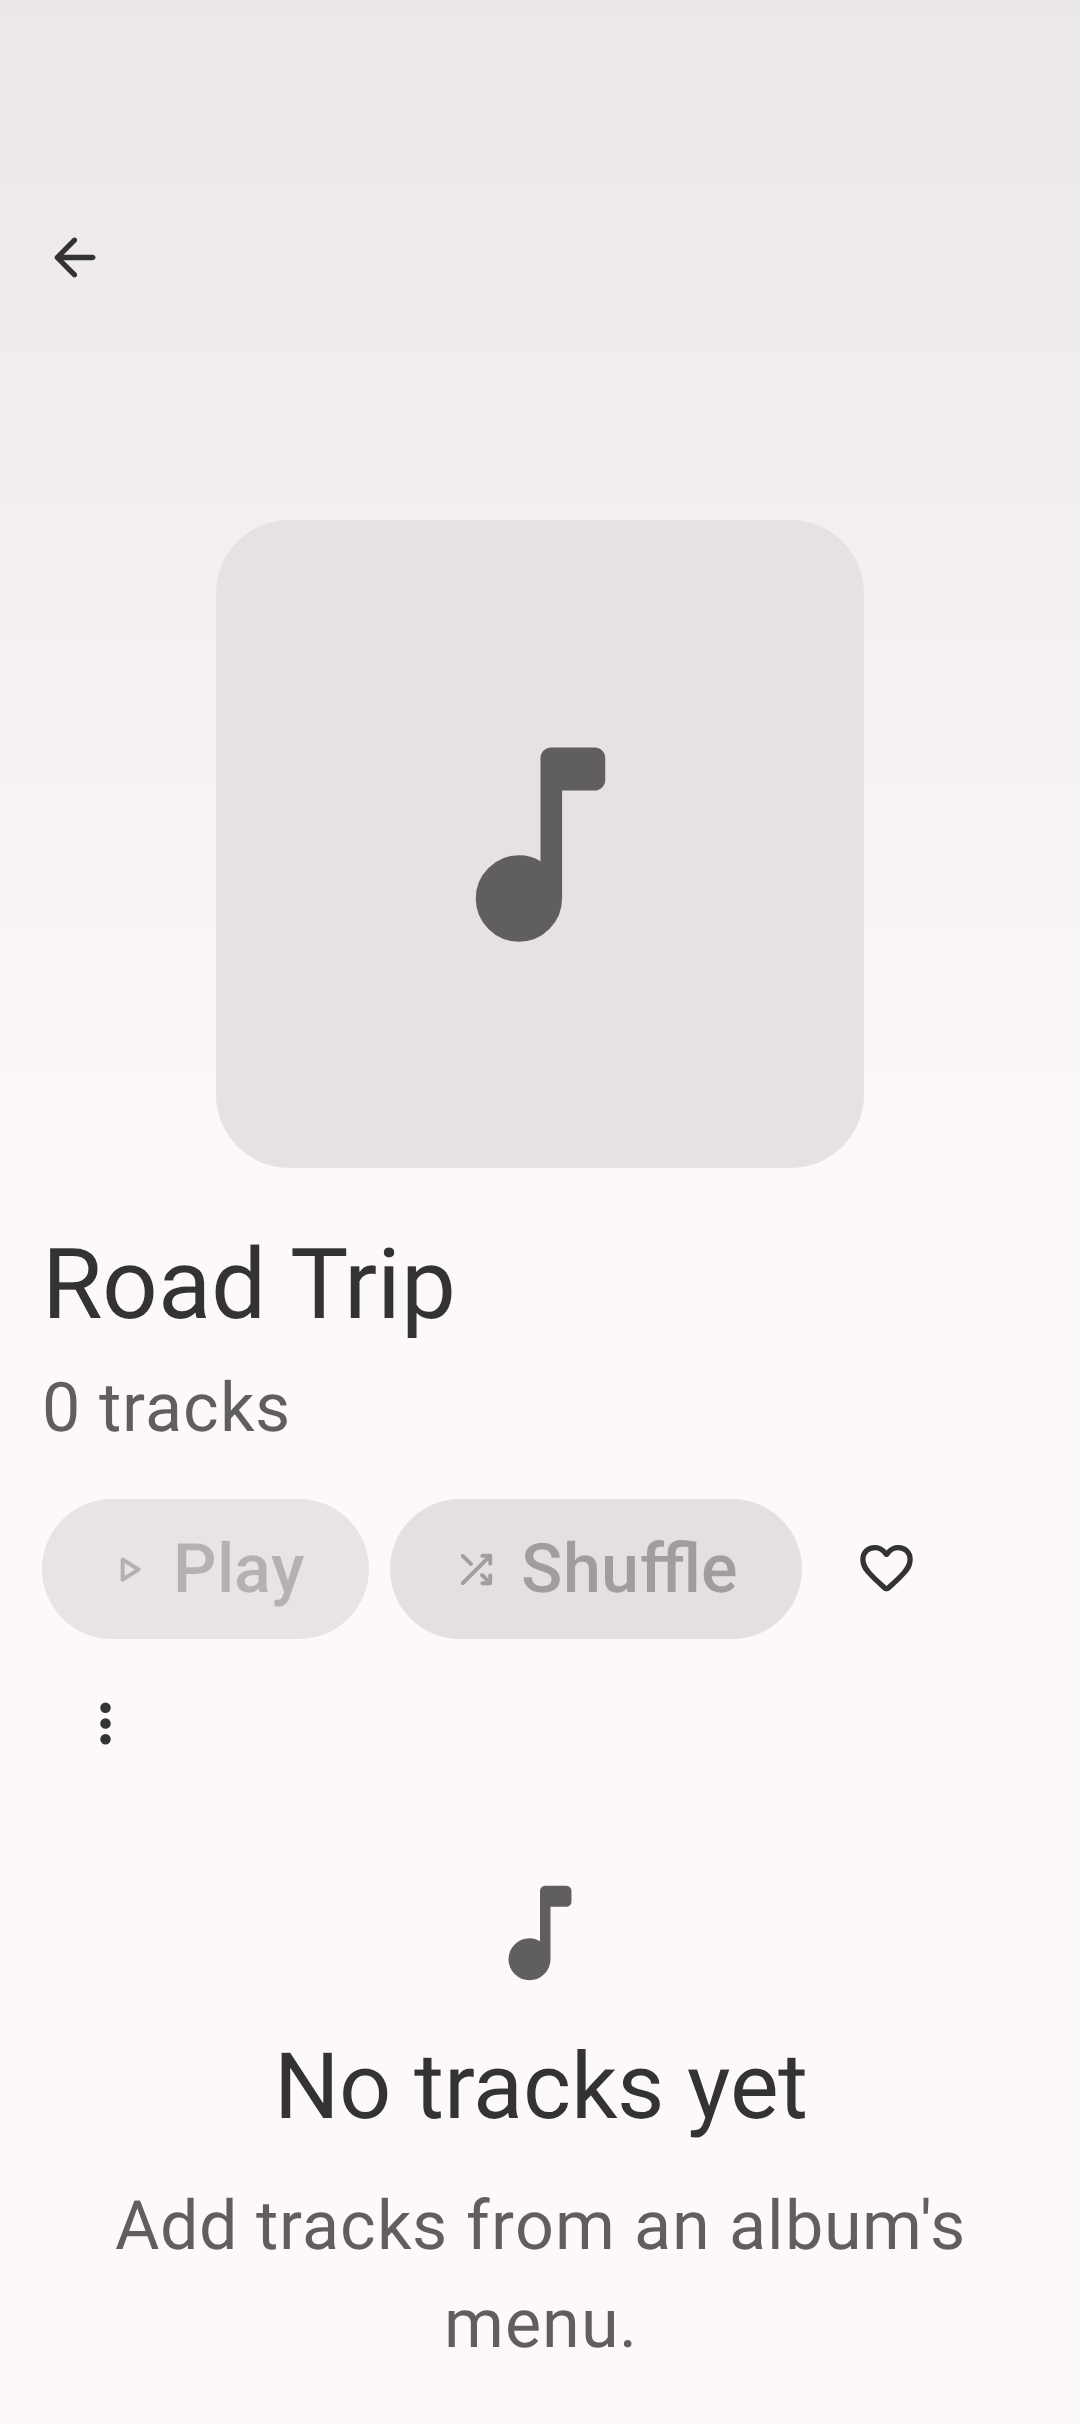 Road Trip
0 tracks
Play
Shuffle
No tracks yet
Add tracks from an album's
menu.